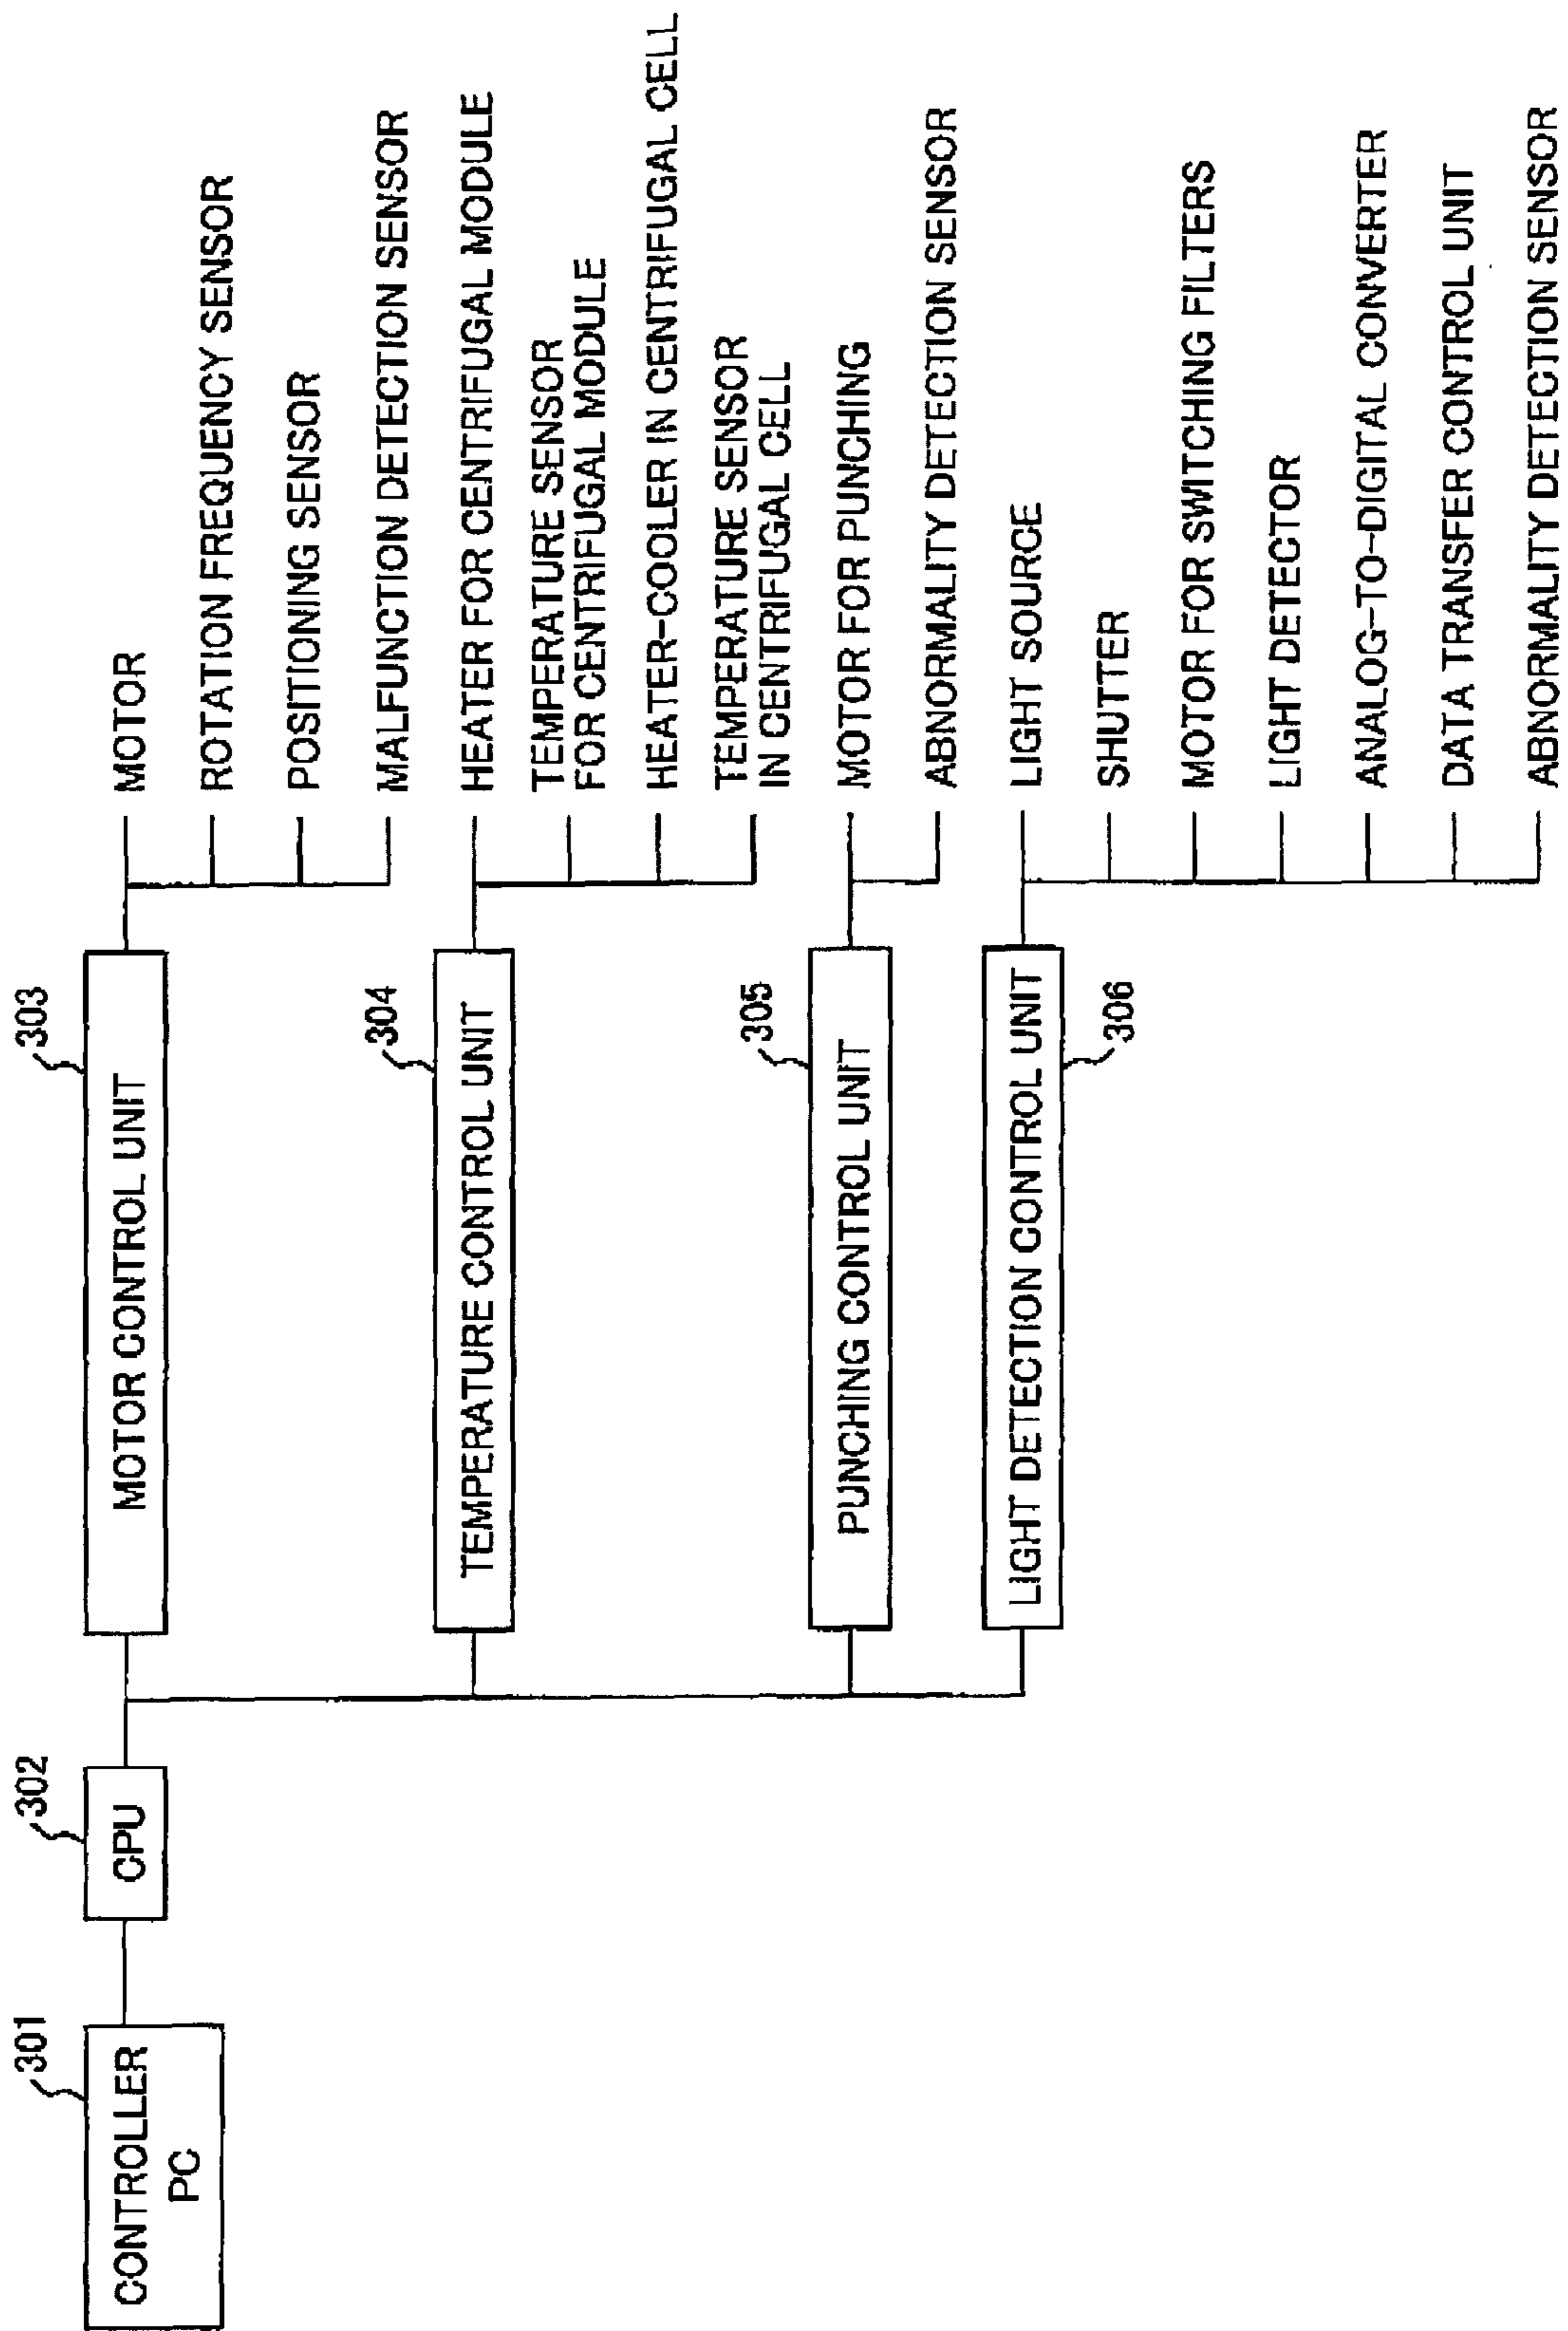 301
CONTROLLER
PC
302
CPU
303
MOTOR CONTROL UNIT
MOTOR
ROTATION FREQUENCY SENSOR
POSITIONING SENSOR
MALFUNCTION DETECTION SENSOR
304
TEMPERATURE CONTROL UNIT
HEATER FOR CENTRIFUGAL MODULE
TEMPERATURE SENSOR
FOR CENTRIFUGAL MODULE
HEATER-COOLER IN CENTRIFUGAL CELL
TEMPERATURE SENSOR
IN CENTRIFUGAL CELL
305
PUNCHING CONTROL UNIT
MOTOR FOR PUNCHING
ABNORMALITY DETECTION SENSOR
LIGHT DETECTION CONTROL UNIT
306
LIGHT SOURCE
SHUTTER
MOTOR FOR SWITCHING FILTERS
LIGHT DETECTOR
ANALOG-TO-DIGITAL CONVERTER
DATA TRANSFER CONTROL UNIT
ABNORMALITY DETECTION SENSOR